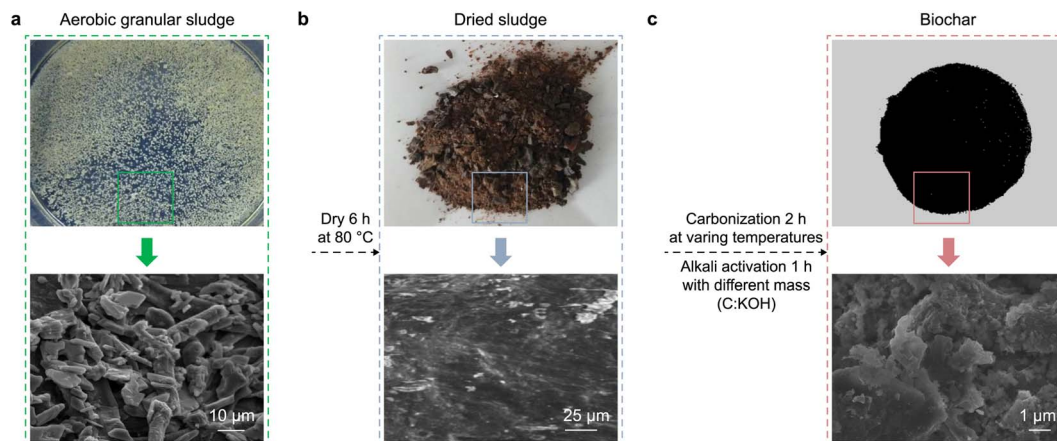 a
Aerobic granular sludge
10 µm
Dry 6 h
at 80 °C
b
Dried sludge
25 µm
Carbonization 2 h
at varing temperatures
Alkali activation 1 h
with different mass
(C:KOH)
c
Biochar
1 µm